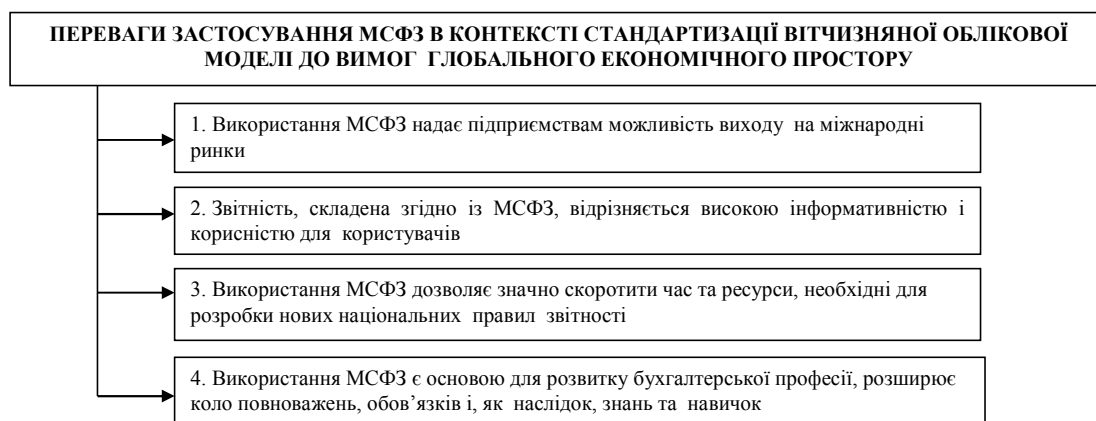 ПЕРЕВАГИ ЗАСТОСУВАННЯ МСФЗ В КОНТЕКСТІ СТАНДАРТИЗАЦІЇ ВІТЧИЗНЯНОЇ ОБЛІКОВОЇ
МОДЕЛІ ДО ВИМОГ ГЛОБАЛЬНОГО ЕКОНОМІЧНОГО ПРОСТОРУ
1. Використання МСФЗ надає підприємствам можливість виходу на міжнародні
ринки
2. Звітність, складена згідно із МСФЗ, відрізняється високою інформативністю і
корисністю для користувачів
3. Використання МСФЗ дозволяє значно скоротити час та ресурси, необхідні для
розробки нових національних правил звітності
4. Використання МСФЗ є основою для розвитку бухгалтерської професії, розширює
коло повноважень, обов’язків і, як наслідок, знань та навичок